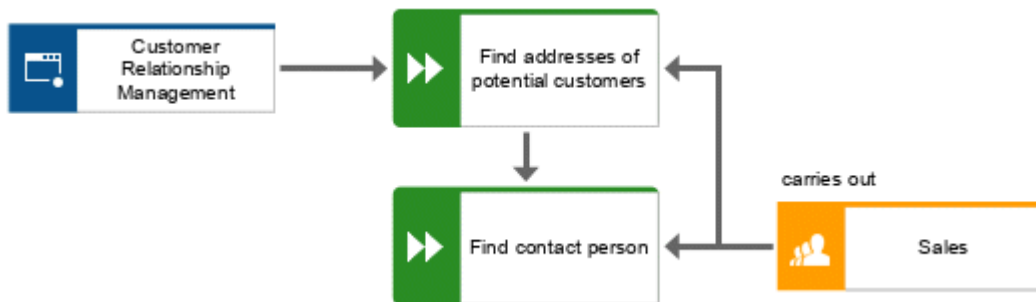 Customer
Relationship
Management
Find addresses of
potential customers
carries out
Find contact person
Sales